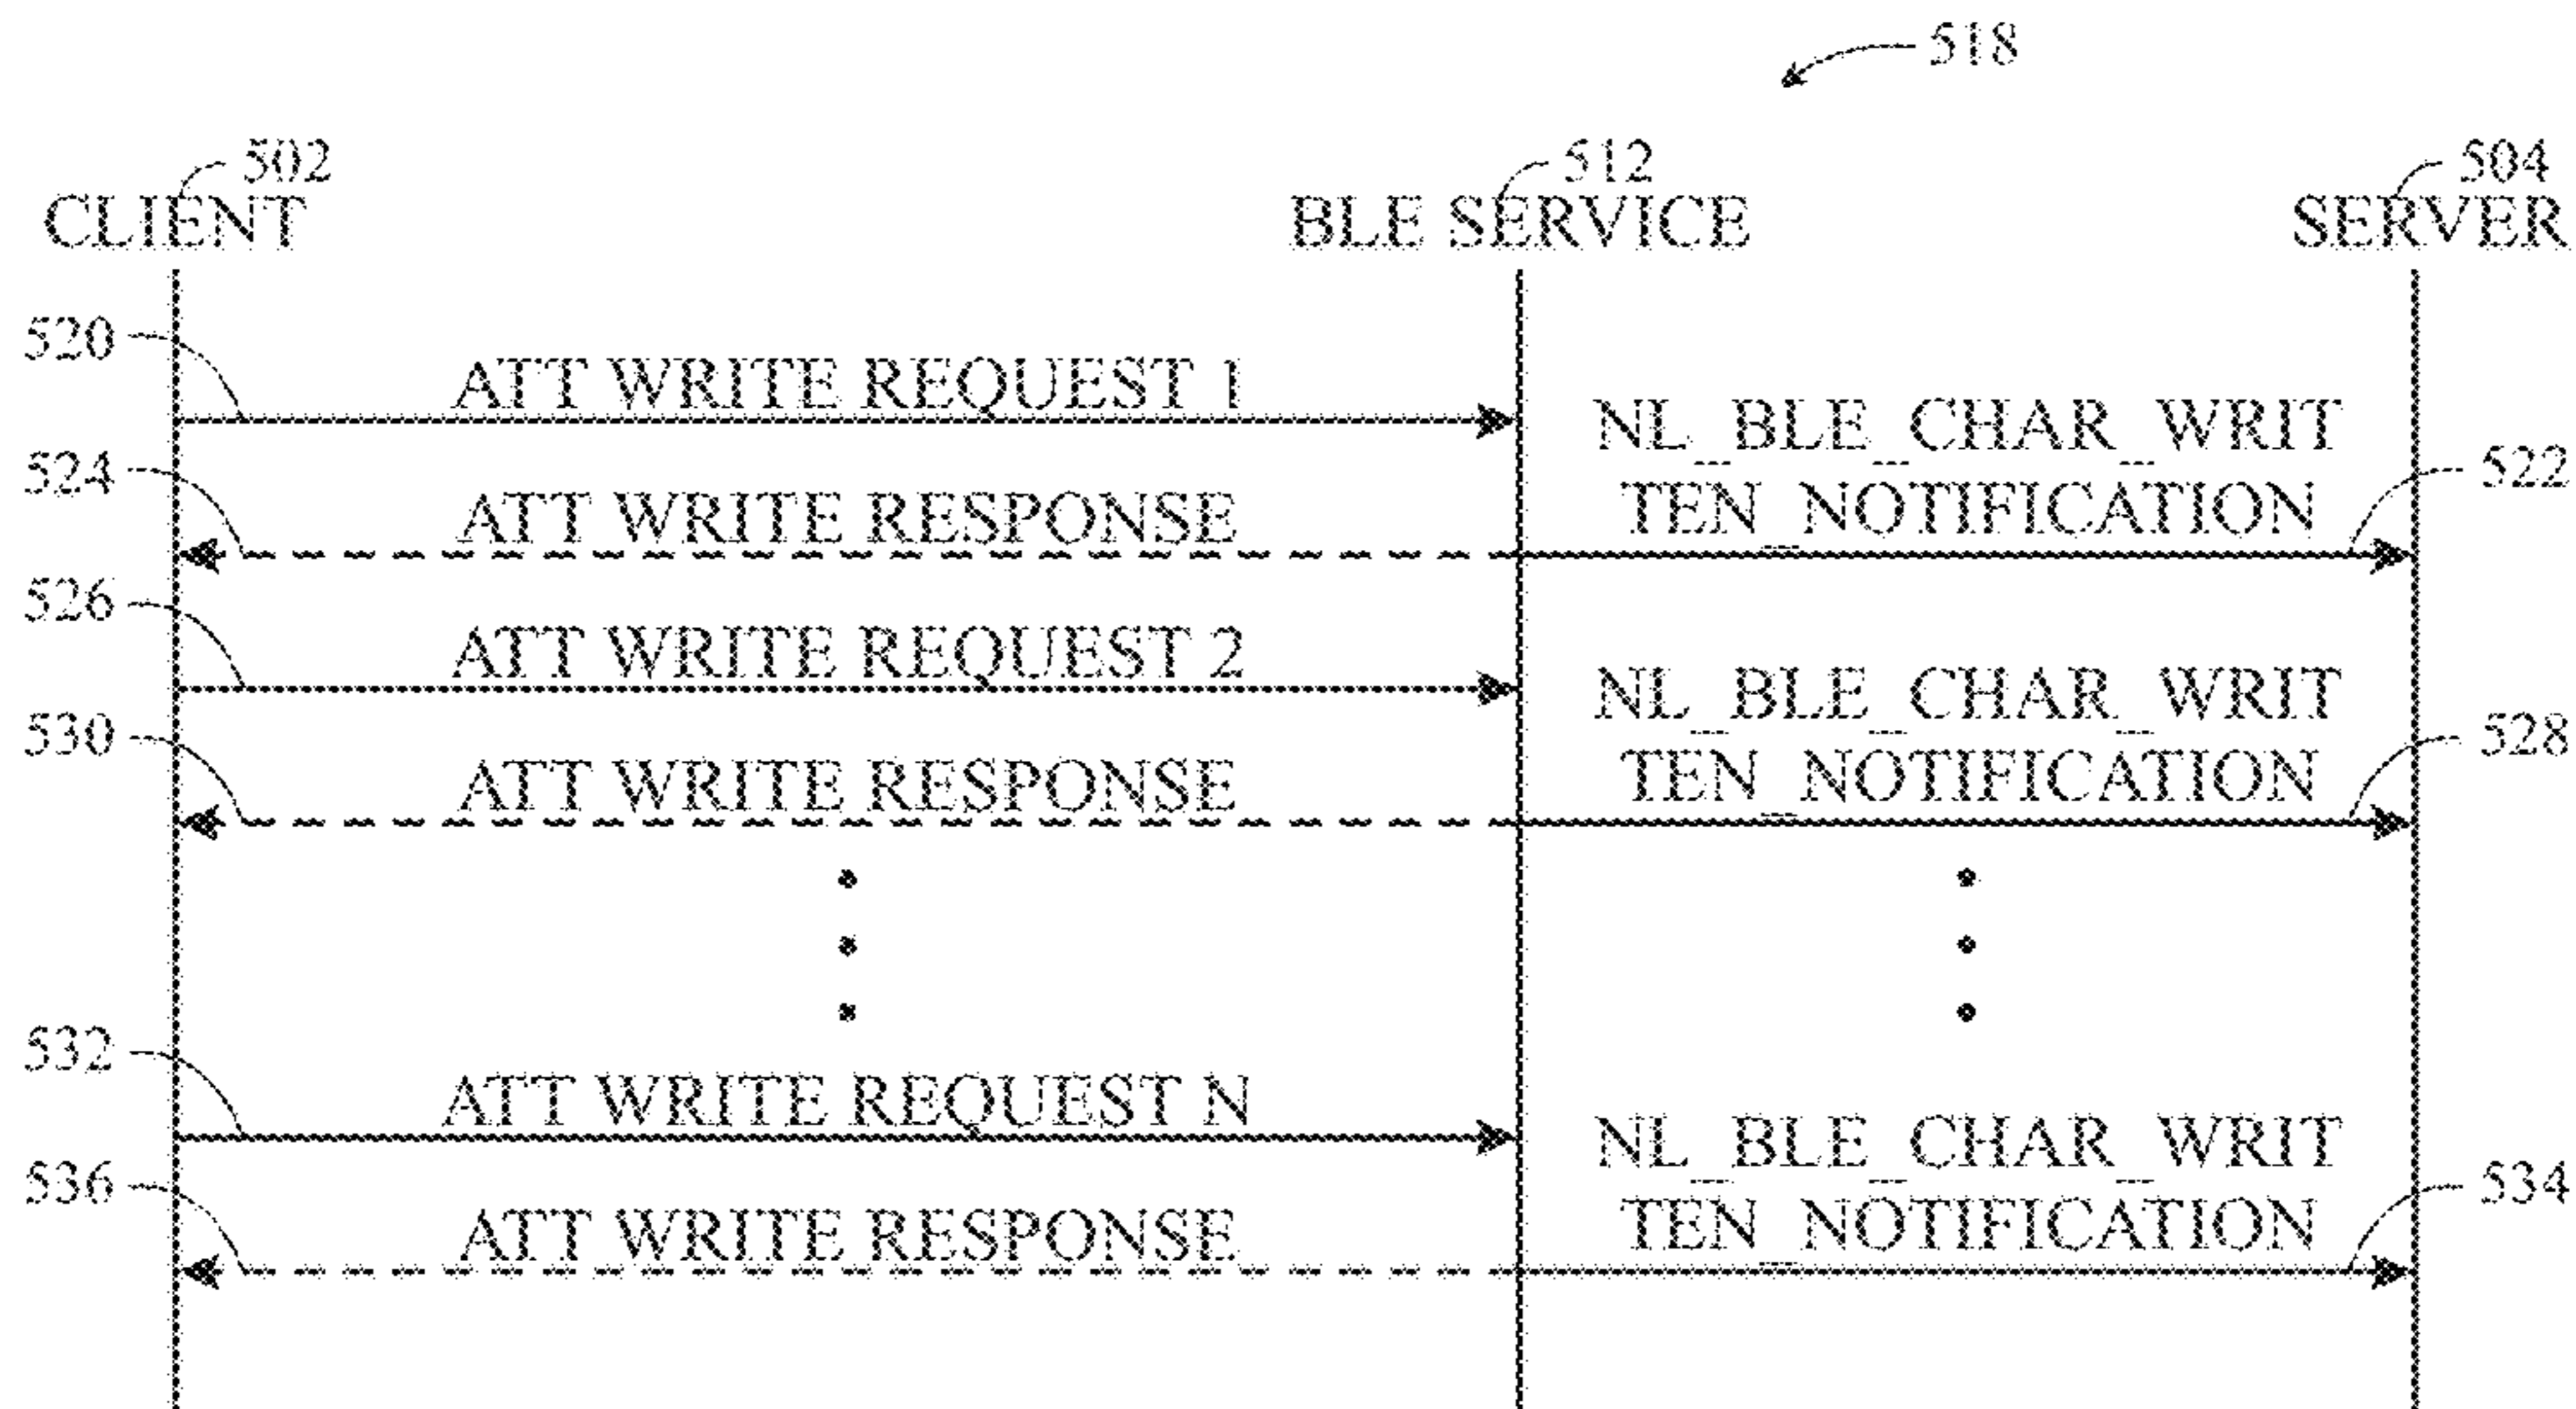 518
502
512
504
CLIENT
BLE SERVICE
SERVER
520
ATT WRITE REQUEST 1
NL_BLE_CHAR_WRIT
524
ATT WRITE RESPONSE
TEN_NOTIFICATION
522
526
ATT WRITE REQUEST 2
NL_BLE_CHAR_WRIT
530
ATT WRITE RESPONSE
TEN_NOTIFICATION
528
532
ATT WRITE REQUEST N
NL_BLE_CHAR_WRIT
536
ATT WRITE RESPONSE
TEN_NOTIFICATION
534